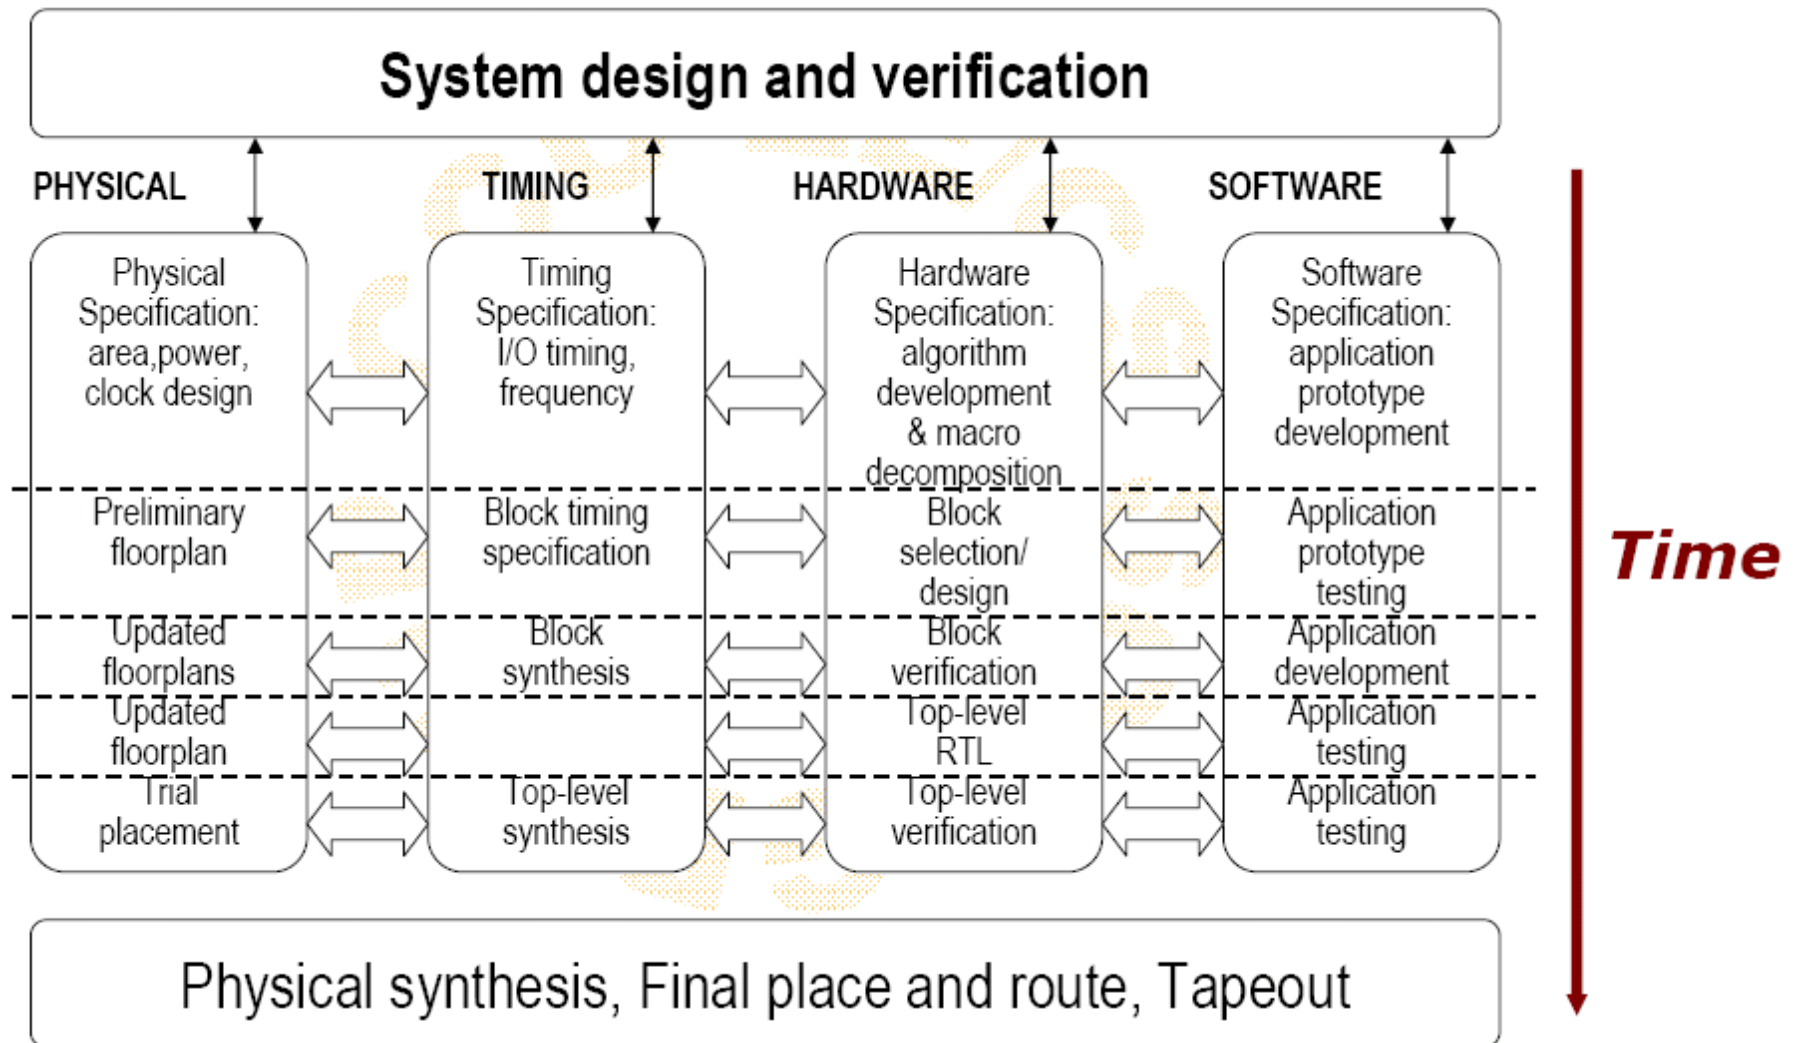 System design and verification
PHYSICAL
TIMING
HARDWARE
SOFTWARE
Physical
Specification:
area,power,
clock design
Timing
Specification:
I/O timing,
frequency
Hardware
Specification:
algorithm
development
& macro
decomposition
Software
Specification:
application
prototype
development
Preliminary
floorplan
Block timing
specification
Block
selection/
design
Application
prototype
testing
Updated
floorplans
Block
synthesis
Block
verification
Application
development
Updated
floorplan
Top-level
RTL
Application
testing
Trial
placement
Top-level
synthesis
Top-level
verification
Application
testing
Time
Physical synthesis, Final place and route, Tapeout